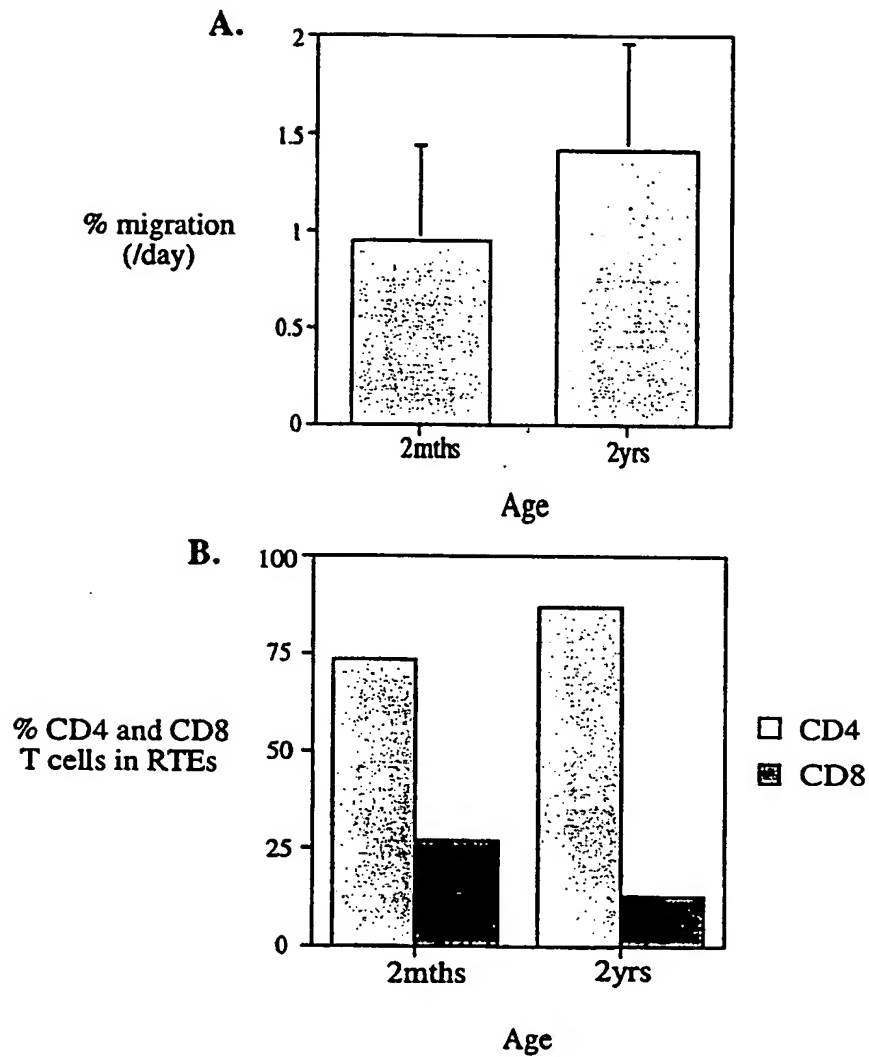 A.
2
1.5
1
0.5
0
% migration
(/day)
2mths 2yrs
Age
B.
100
75
50
25
0
% CD4 and CD8
T cells in RTEs
CD4
CD8
2mths 2yrs
Age